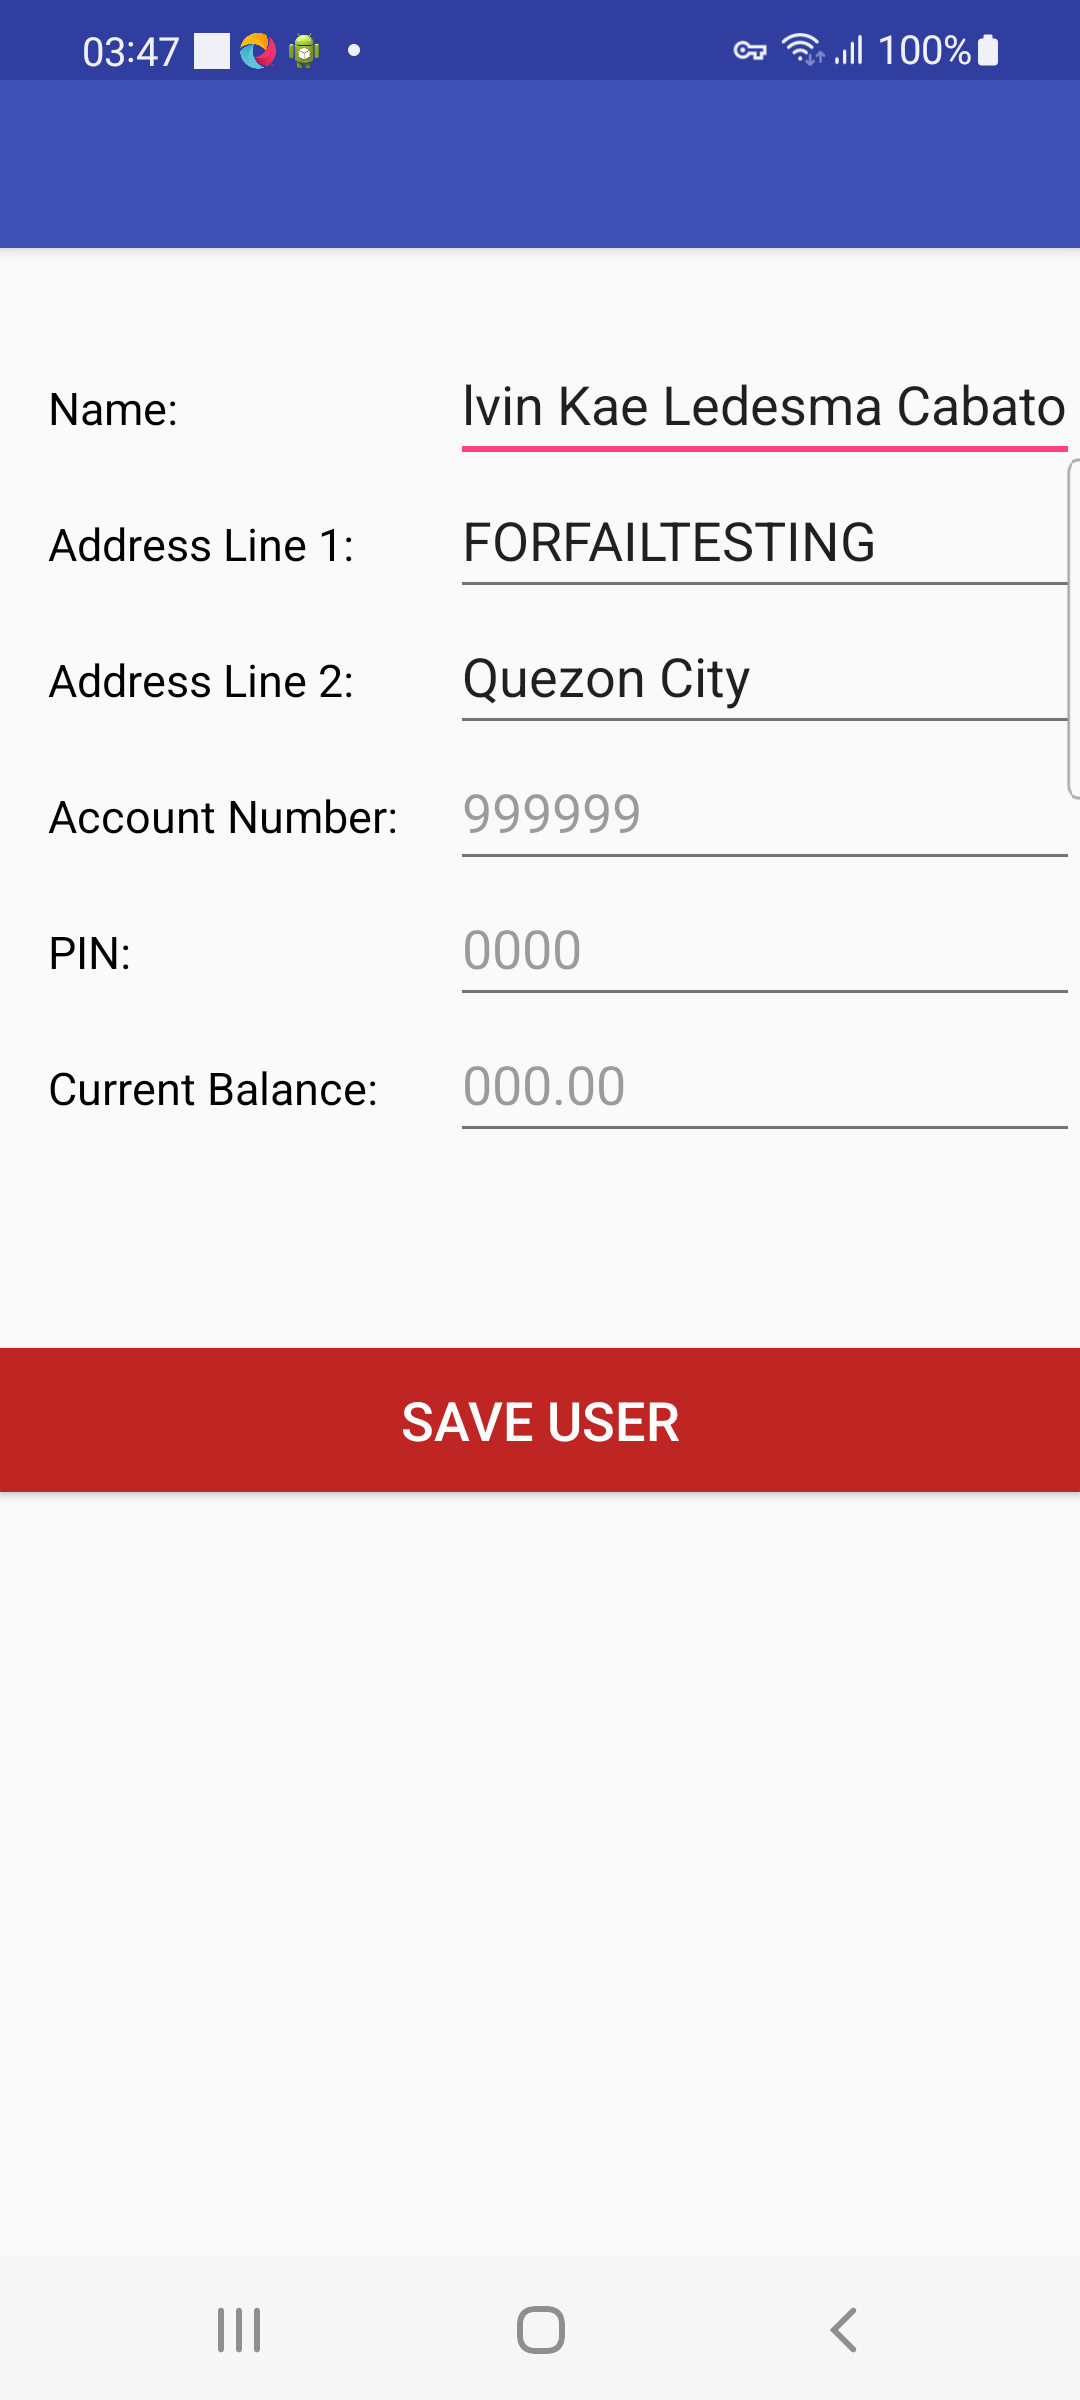 03:47 100%
Name: lvin Kae Ledesma Cabato
Address Line 1: FORFAILTESTING
Address Line 2: Quezon City
Account Number: 999999
PIN: 0000
Current Balance: 000.00
SAVE USER